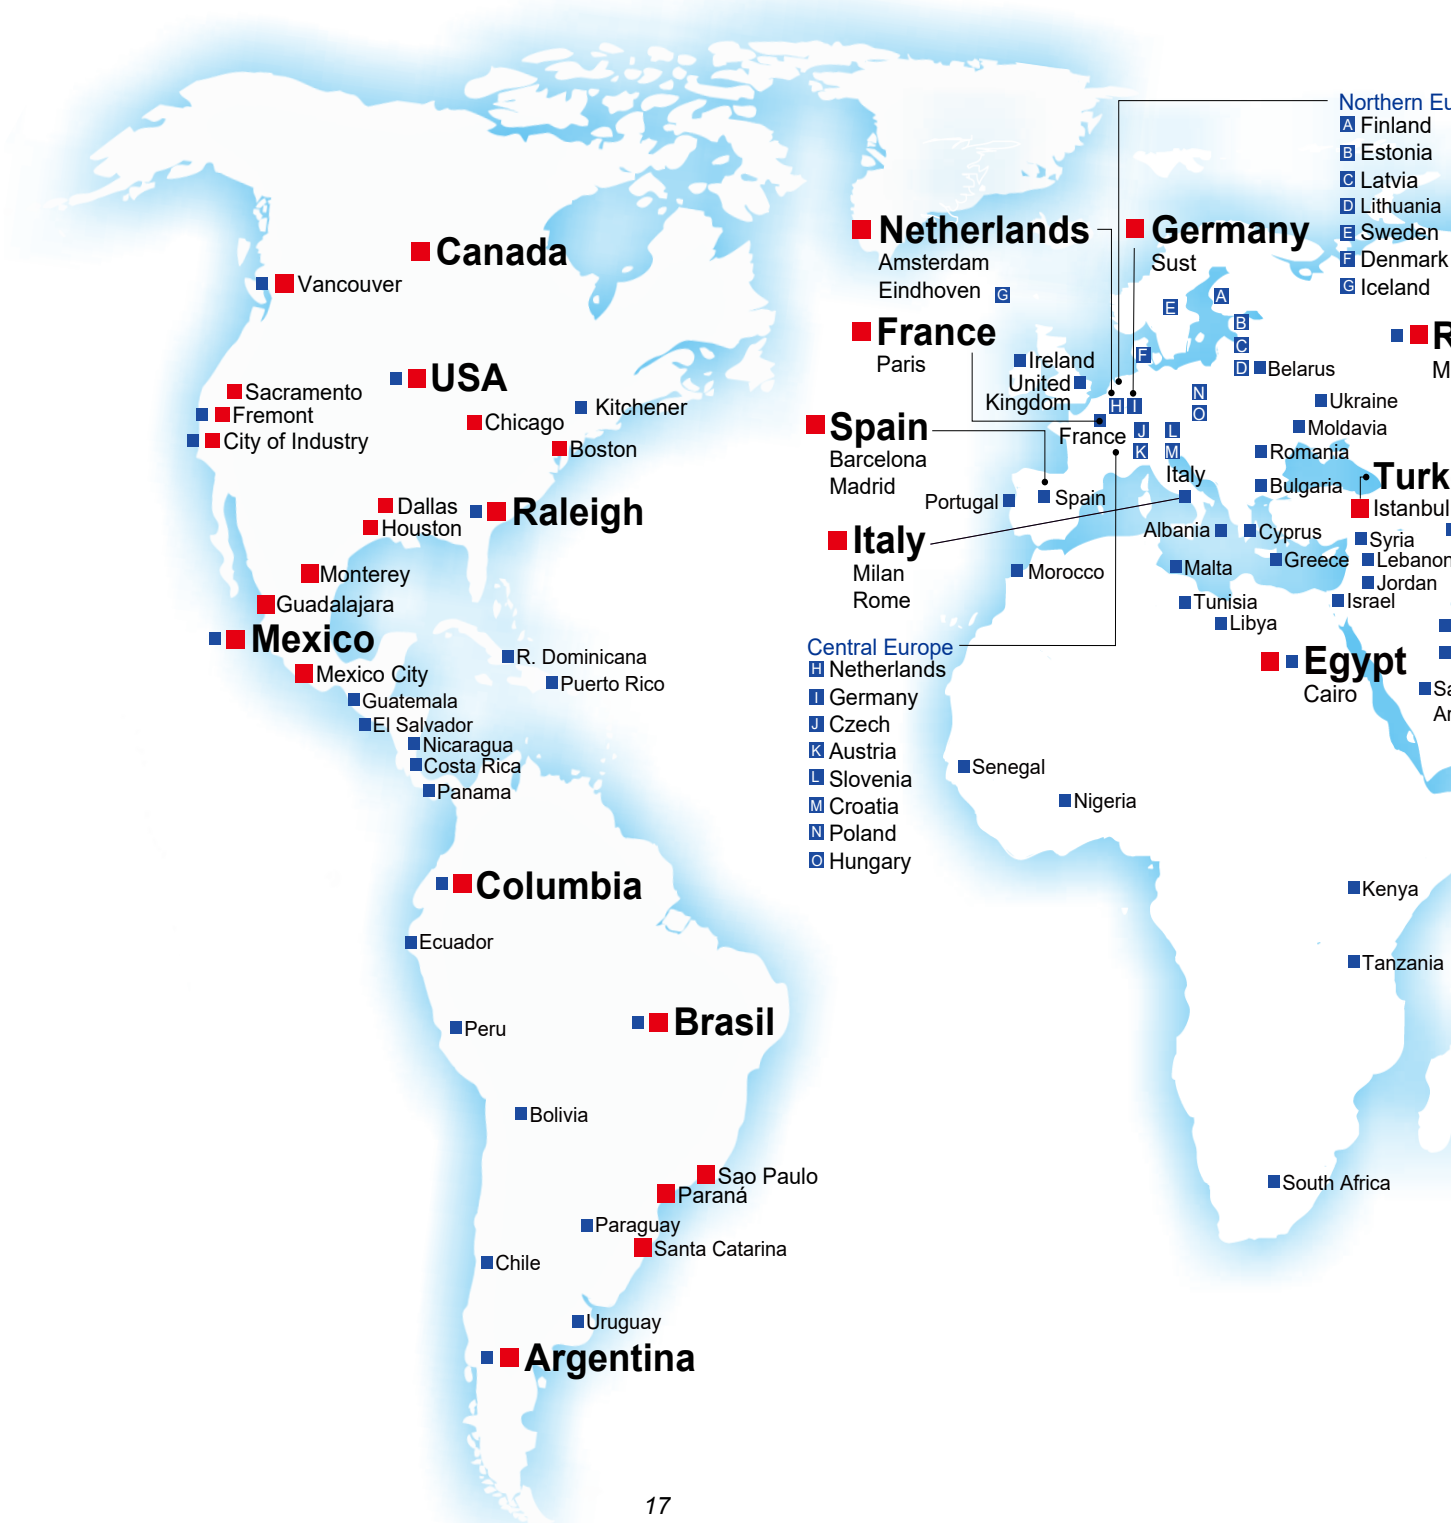 Canada
Vancouver
USA
Sacramento
Fremont
City of Industry
Chicago
Kitchener
Boston
Dallas
Houston
Raleigh
Monterey
Guadalajara
Mexico
Mexico City
R. Dominicana
Puerto Rico
Guatemala
El Salvador
Nicaragua
Costa Rica
Panama
Columbia
Ecuador
Peru
Brasil
Bolivia
Sao Paulo
Paraná
Paraguay
Santa Catarina
Chile
Uruguay
Argentina
Netherlands
Amsterdam
Eindhoven
G
France
Paris
Spain
Barcelona
Madrid
Italy
Milan
Rome
Central Europe
H Netherlands
I Germany
J Czech
K Austria
L Slovenia
M Croatia
N Poland
O Hungary
Germany
Sust
Northern Eu
A Finland
B Estonia
C Latvia
D Lithuania
E Sweden
F Denmark
G Iceland
E
A
B
C
D
F
N
O
H
I
J
L
K
M
Ireland
United
Kingdom
France
Portugal
Spain
Italy
Morocco
Albania
Malta
Tunisia
Libya
Belarus
R
M
Ukraine
Moldavia
Romania
Bulgaria
Turk
Istanbul
Cyprus
Greece
Syria
Lebanon
Jordan
Israel
Egypt
Cairo
Sa
Ar
Senegal
Nigeria
Kenya
Tanzania
South Africa
17